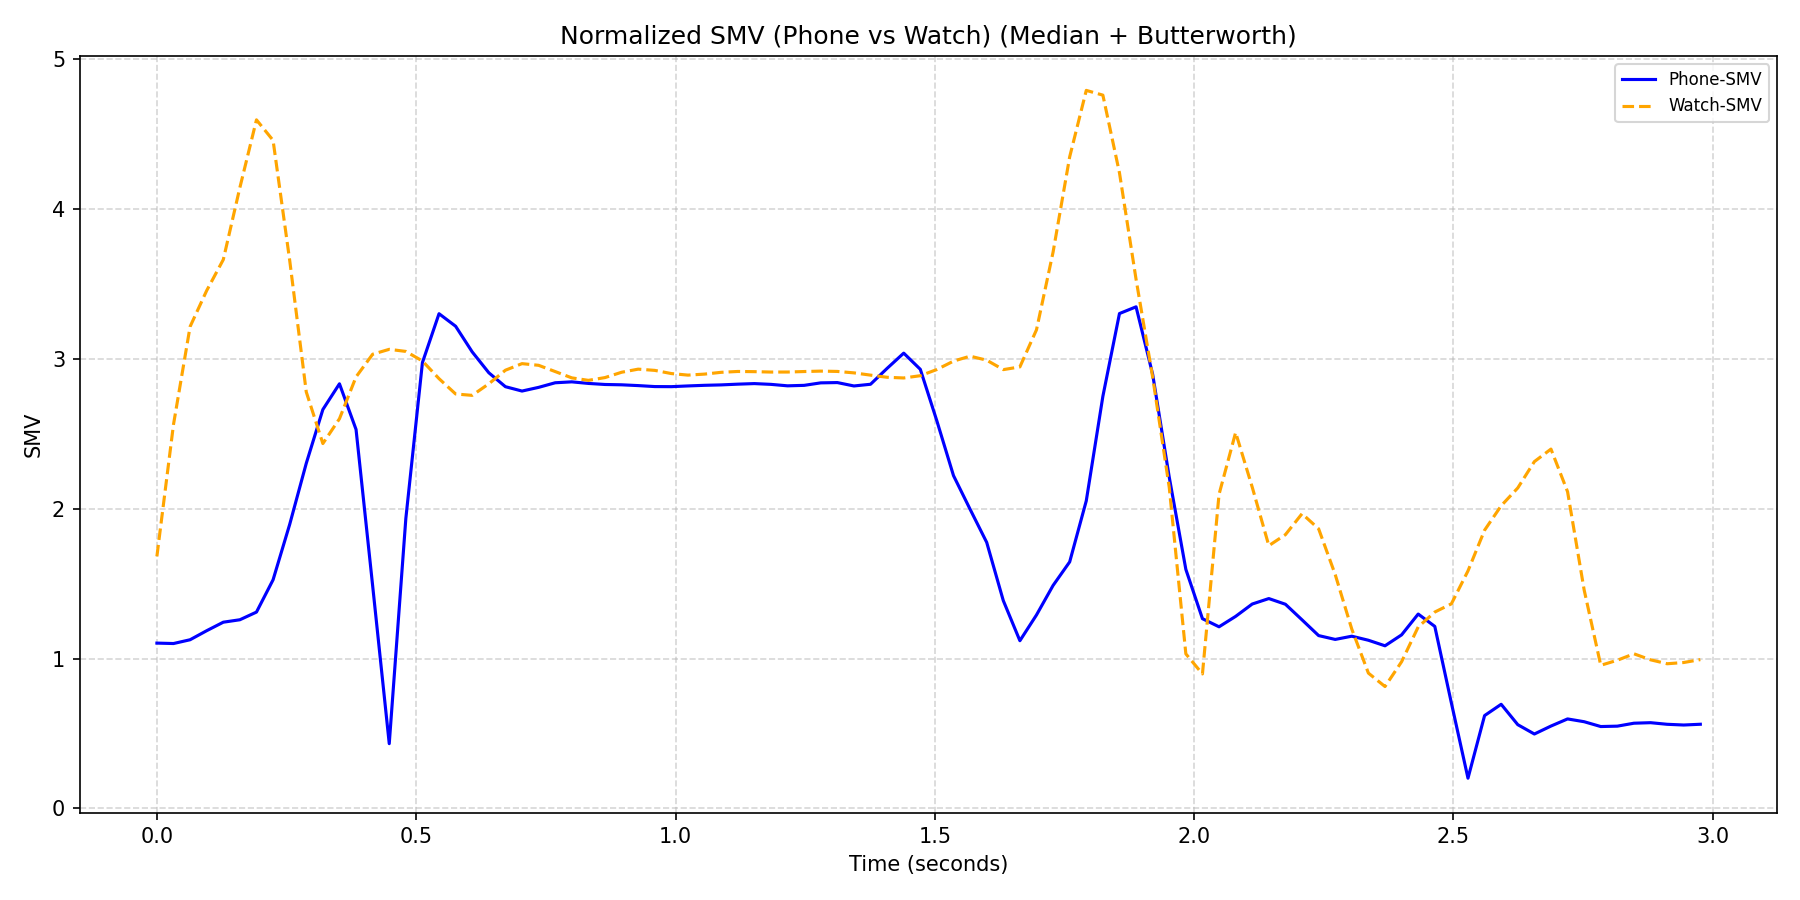 Normalized SMV (Phone vs Watch) (Median + Butterworth)
Phone-SMV
Watch-SMV
5
4
3
2
1
0
SMV
0.0 0.5 1.0 1.5 2.0 2.5 3.0
Time (seconds)